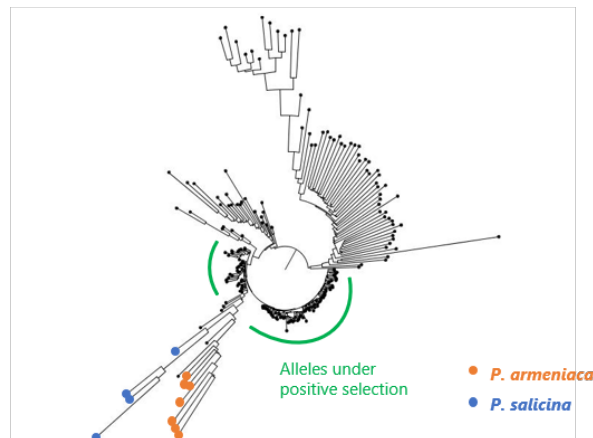 Alleles under
positive selection
P. armeniaca
P. salicina